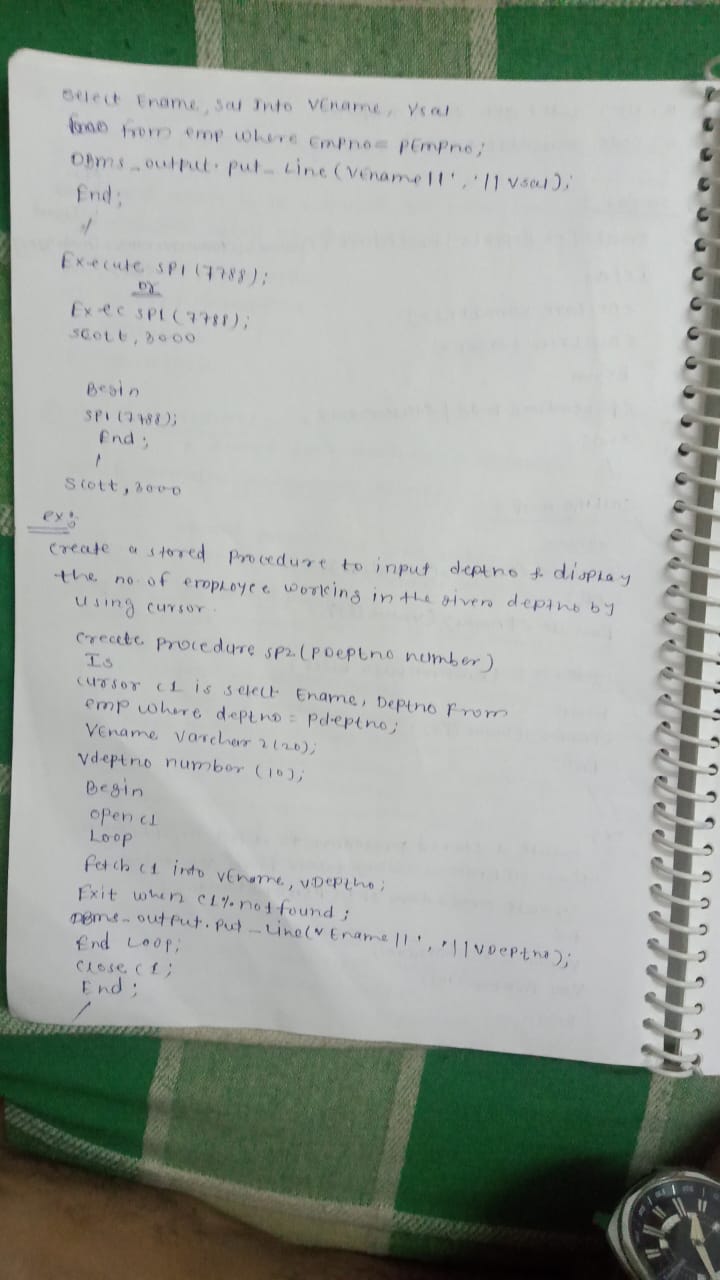 Select Ename, sal Into VEname, Vsal
from emp where Empno= PEmpno;
DBms_output.put_Line(VEname||','||Vsal);
End;
/
Execute SP1(7788);
or
Exec SP1(7788);
SCOtt, 3000
Begin
SP1(7788);
End;
/
Scott, 3000
ex:
Create a stored Procedure to input deptno & display
the no of employee working in the given deptno by
using cursor.
Create Procedure SP2(PDeptno number)
Is
cursor c1 is select Ename, Deptno From
emp where deptno= Pdeptno;
VEname Varchar2(20);
Vdeptno number(10);
Begin
open c1
Loop
fetch c1 into VEname, VDeptno;
Exit when c1%notfound;
DBms_output.put_Line(VEname||','||VDeptno);
End Loop;
Close c1;
End;
/